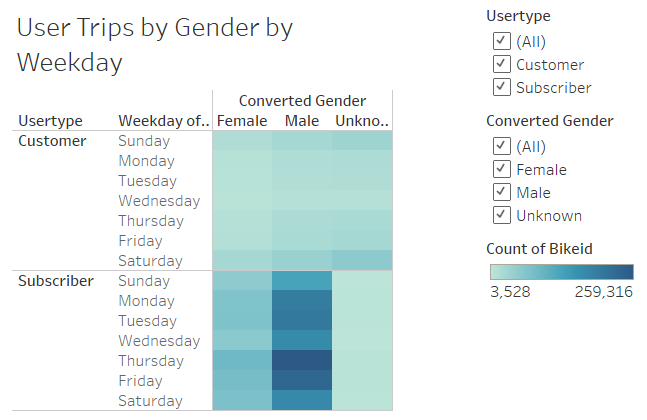 User Trips by Gender by
Weekday
Converted Gender
Usertype Weekday of.. Female Male Unkno..
Customer Sunday
Monday
Tuesday
Wednesday
Thursday
Friday
Saturday
Subscriber Sunday
Monday
Tuesday
Wednesday
Thursday
Friday
Saturday
Usertype
(All)
Customer
Subscriber
Converted Gender
(All)
Female
Male
Unknown
Count of Bikeid
3,528 259,316